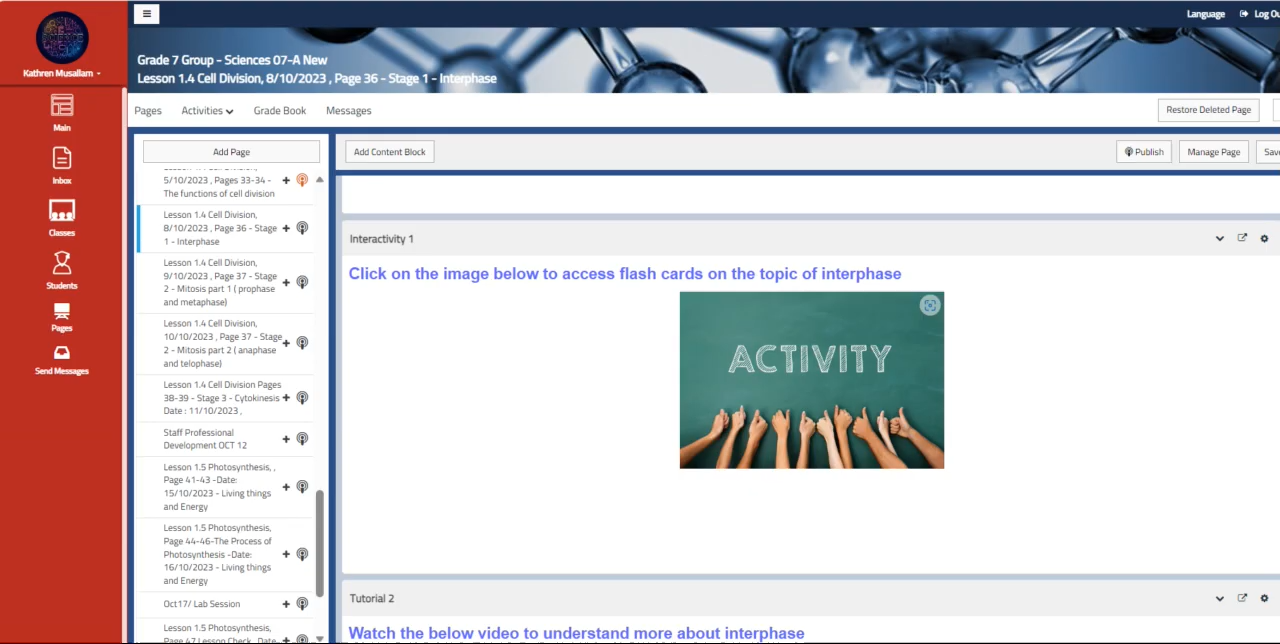 Language
Log Ou
Kathren Musallam
Grade 7 Group - Sciences 07-A New
Lesson 1.4 Cell Division, 8/10/2023 , Page 36 - Stage 1 - Interphase
Pages
Activities
Grade Book
Messages
Restore Deleted Page
Main
Inbox
Classes
Students
Pages
Send Messages
Add Page
5/10/2023 , Pages 33-34 -
The functions of cell division
Lesson 1.4 Cell Division,
8/10/2023 , Page 36 - Stage
1 - Interphase
Lesson 1.4 Cell Division,
9/10/2023 , Page 37 - Stage
2 - Mitosis part 1 ( prophase
and metaphase)
Lesson 1.4 Cell Division,
10/10/2023 , Page 37 - Stage
2 - Mitosis part 2 ( anaphase
and telophase)
Lesson 1.4 Cell Division Pages
38-39 - Stage 3 - Cytokinesis
Date : 11/10/2023 ,
Staff Professional
Development OCT 12
Lesson 1.5 Photosynthesis, ,
Page 41-43 -Date:
15/10/2023 - Living things
and Energy
Lesson 1.5 Photosynthesis,
Page 44-46-The Process of
Photosynthesis -Date:
16/10/2023 - Living things
and Energy
Oct17/ Lab Session
Lesson 1.5 Photosynthesis,
Page 47 Lesson Check , Date-
Add Content Block
Publish
Manage Page
Save
Interactivity 1
Click on the image below to access flash cards on the topic of interphase
ACTIVITY
Tutorial 2
Watch the below video to understand more about interphase